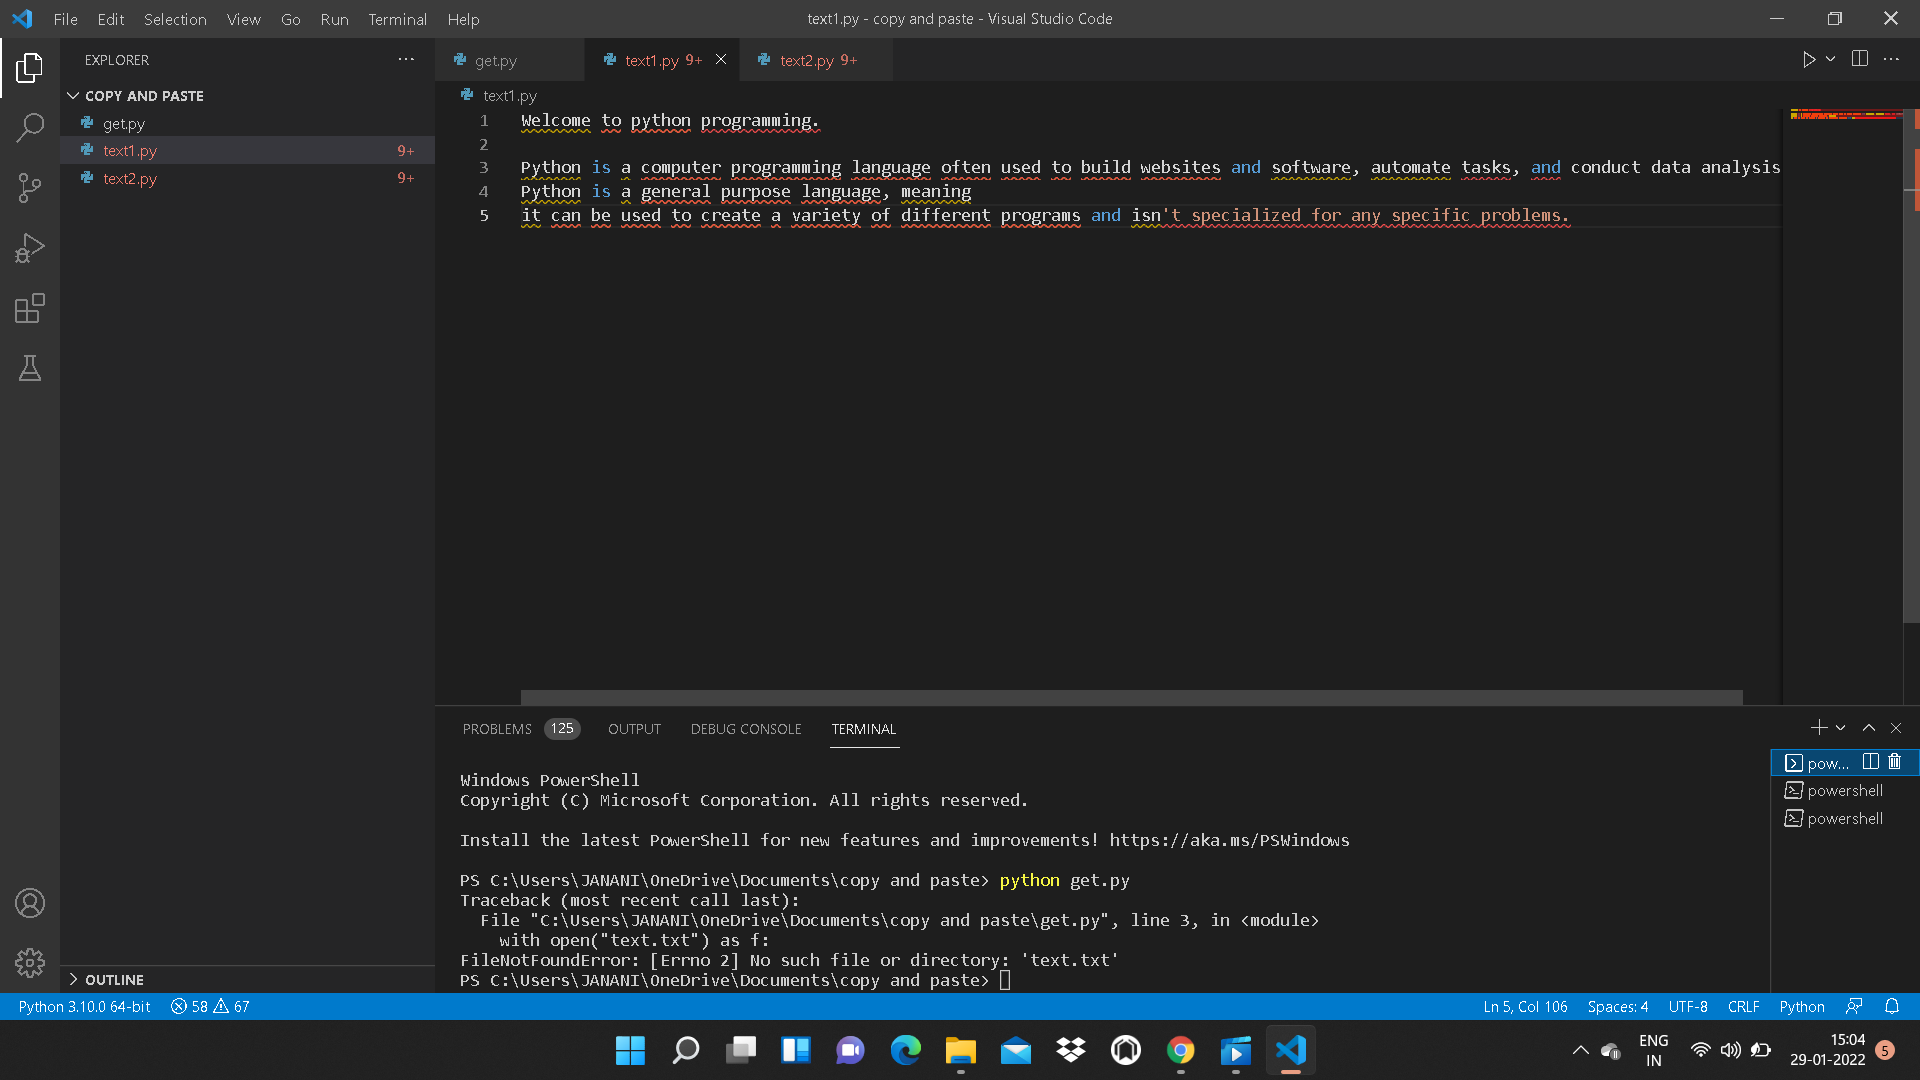 File Edit Selection View Go Run Terminal Help
text1.py - copy and paste - Visual Studio Code
EXPLORER
COPY AND PASTE
get.py
text1.py 9+
text2.py 9+
OUTLINE
get.py text1.py 9+ text2.py 9+
text1.py
1 Welcome to python programming.
2
3 Python is a computer programming language often used to build websites and software, automate tasks, and conduct data analysis
4 Python is a general purpose language, meaning
5 it can be used to create a variety of different programs and isn't specialized for any specific problems.
PROBLEMS 125 OUTPUT DEBUG CONSOLE TERMINAL
Windows PowerShell
Copyright (C) Microsoft Corporation. All rights reserved.
Install the latest PowerShell for new features and improvements! https://aka.ms/PSWindows
PS C:\Users\JANANI\OneDrive\Documents\copy and paste> python get.py
Traceback (most recent call last):
File "C:\Users\JANANI\OneDrive\Documents\copy and paste\get.py", line 3, in <module>
with open("text.txt") as f:
FileNotFoundError: [Errno 2] No such file or directory: 'text.txt'
PS C:\Users\JANANI\OneDrive\Documents\copy and paste>
pow...
powershell
powershell
Python 3.10.0 64-bit 58 67
Ln 5, Col 106 Spaces: 4 UTF-8 CRLF Python
ENG
IN
15:04
29-01-2022
5